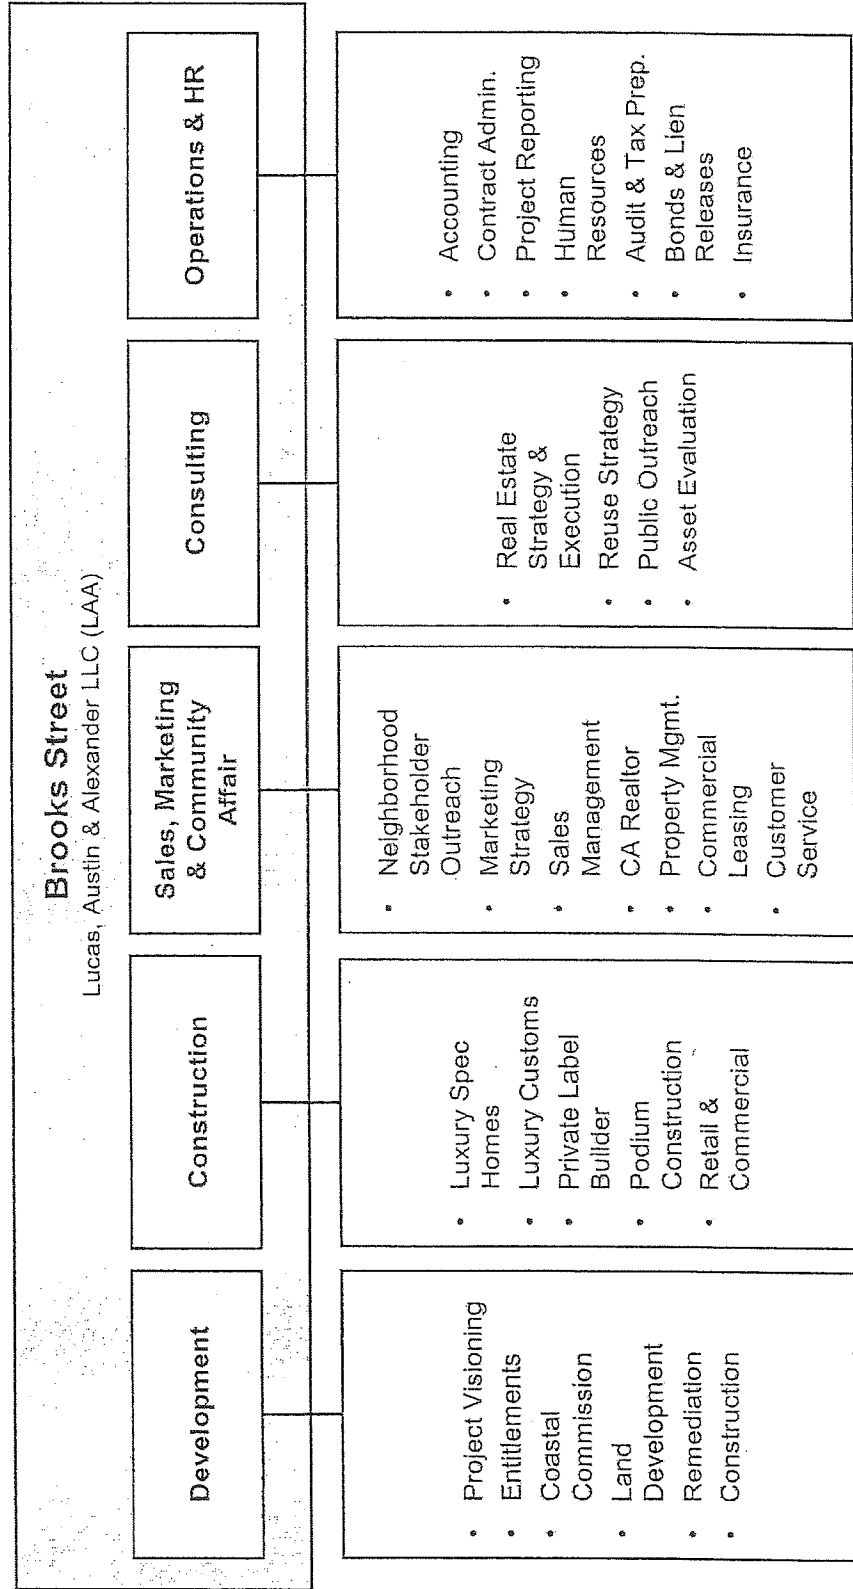 Brooks Street
Lucas, Austin & Alexander LLC (LAA)
Development
Construction
Sales, Marketing
& Community
Affair
Consulting
Operations & HR
• Project Visioning
• Entitlements
• Coastal
Commission
• Land
Development
• Remediation
• Construction
• Luxury Spec
Homes
• Luxury Customs
• Private Label
Builder
• Podium
Construction
• Retail &
Commercial
• Neighborhood
Stakeholder
Outreach
• Marketing
Strategy
• Sales
Management
• CA Realtor
• Property Mgmt.
• Commercial
Leasing
• Customer
Service
• Real Estate
Strategy &
Execution
• Reuse Strategy
• Public Outreach
• Asset Evaluation
• Accounting
• Contract Admin.
• Project Reporting
• Human
Resources
• Audit & Tax Prep.
• Bonds & Lien
Releases
• Insurance